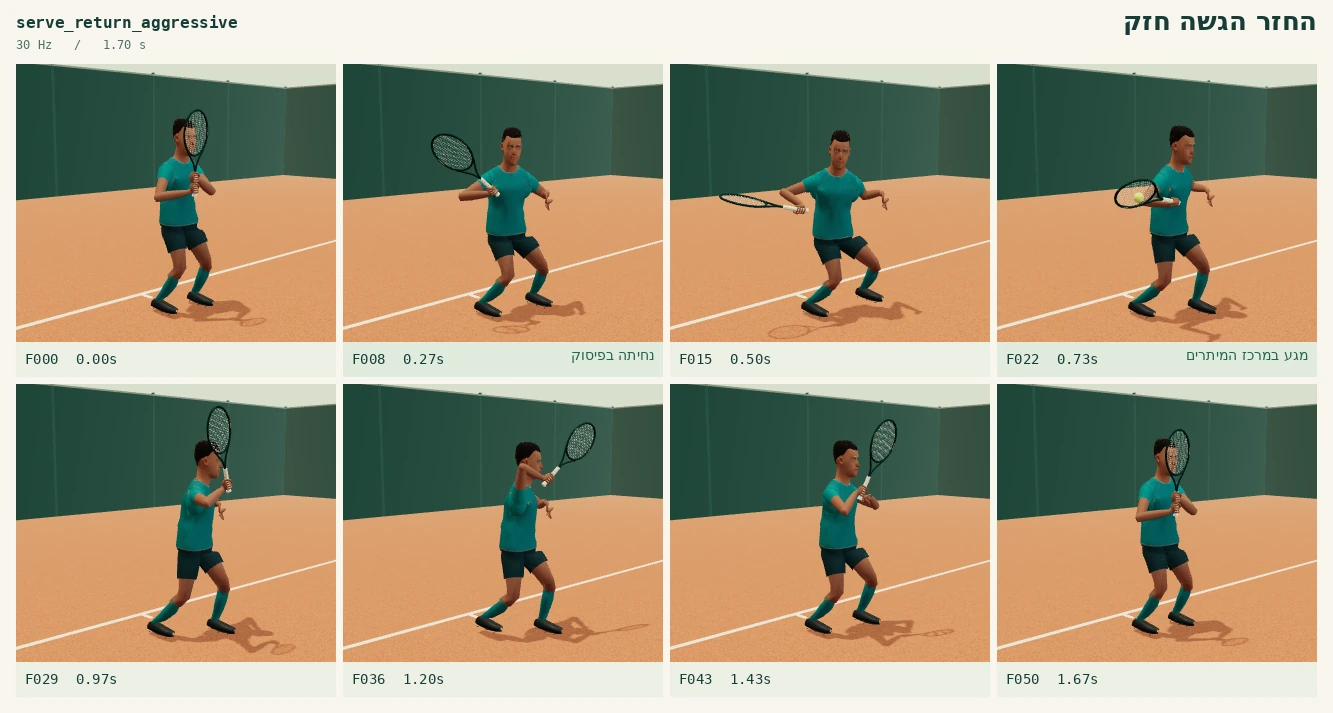 serve_return_aggressive
החזר הגשה חזק
30 Hz / 1.70 s
F000 0.00s
F008 0.27s נחיתה בפיסוק
F015 0.50s
F022 0.73s מגע במרכז המיתרים
F029 0.97s
F036 1.20s
F043 1.43s
F050 1.67s